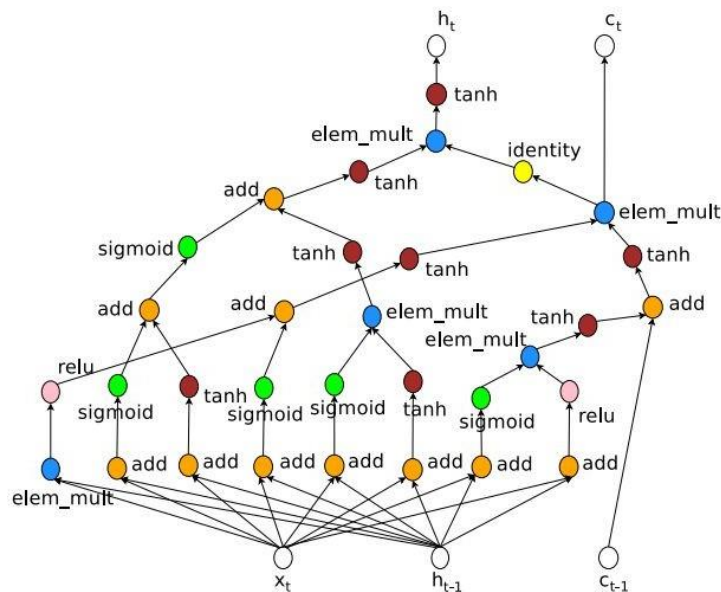 h_t c_t
tanh
elem_mult
identity
tanh
add
elem_mult
sigmoid
tanh
tanh
tanh
add
add
add
elem_mult
tanh
elem_mult
relu
tanh
sigmoid
sigmoid
sigmoid
tanh
relu
sigmoid
add
add
add
add
add
add
add
elem_mult
x_t
h_t-1
c_t-1